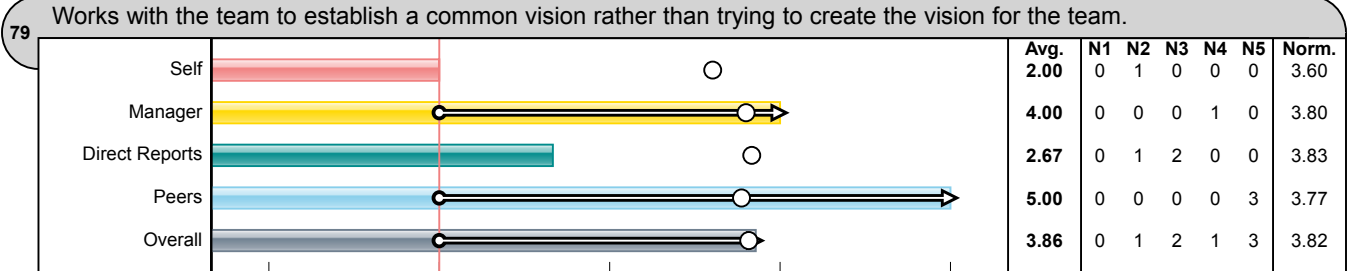 79 Works with the team to establish a common vision rather than trying to create the vision for the team.
Avg. N1 N2 N3 N4 N5 Norm.
Self 2.00 0 1 0 0 0 3.60
Manager 4.00 0 0 0 1 0 3.80
Direct Reports 2.67 0 1 2 0 0 3.83
Peers 5.00 0 0 0 0 3 3.77
Overall 3.86 0 1 2 1 3 3.82